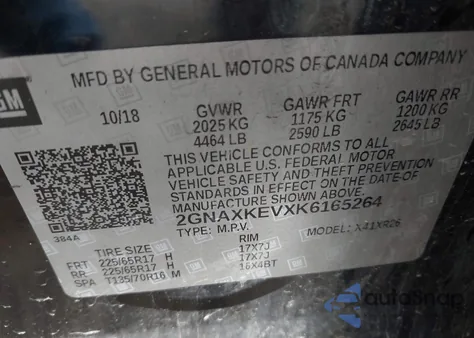 MFD BY GENERAL MOTORS OF CANADA COMPANY
GM
10/18 GVWR GAWR FRT GAWR RR
2025 KG 1175 KG 1200 KG
4464 LB 2590 LB 2645 LB
THIS VEHICLE CONFORMS TO ALL
APPLICABLE U.S. FEDERAL MOTOR
VEHICLE SAFETY AND THEFT PREVENTION
STANDARDS IN EFFECT ON THE DATE OF
MANUFACTURE SHOWN ABOVE.
2GNAXKEVXK6165264
TYPE: M.P.V. MODEL: X41XR26
384A
TIRE SIZE RIM
FRT 225/65R17 H 17X7J
RR 225/65R17 H 17X7J
SPA T135/70R16 M 16X4BT
autoSnap